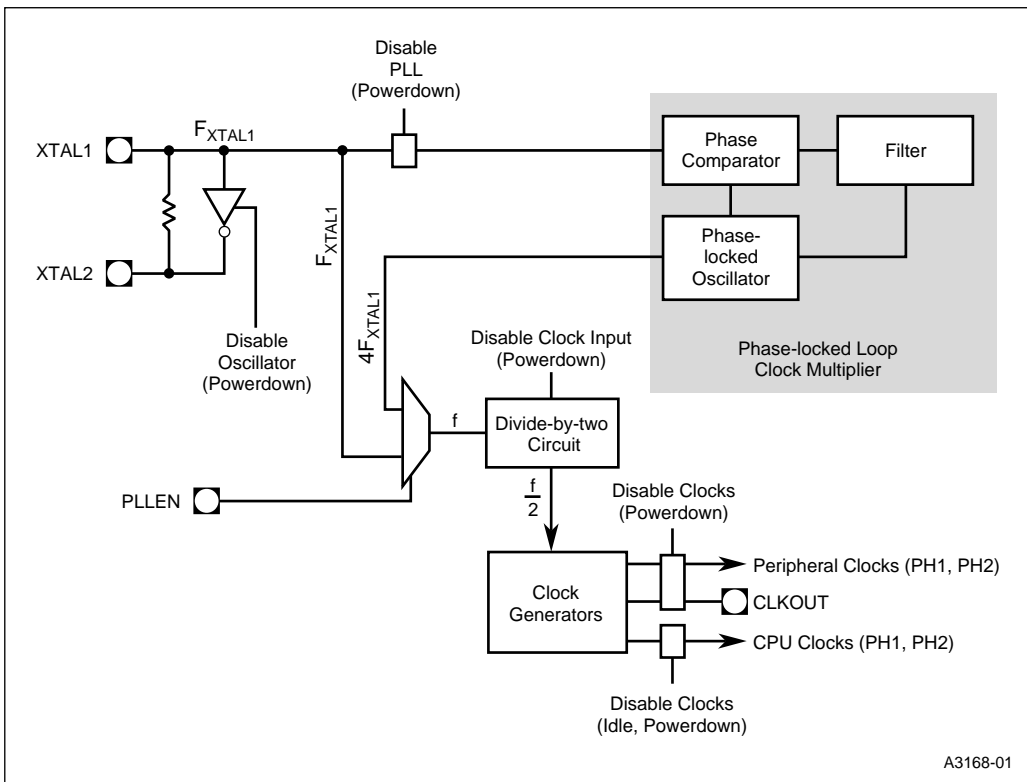 Disable
PLL
(Powerdown)
XTAL1
FXTAL1
Phase
Comparator
Filter
FXTAL1
XTAL2
Phase-
locked
Oscillator
4FXTAL1
Disable
Oscillator
(Powerdown)
Disable Clock Input
(Powerdown)
Phase-locked Loop
Clock Multiplier
f
Divide-by-two
Circuit
PLLEN
f
2
Disable Clocks
(Powerdown)
Clock
Generators
Peripheral Clocks (PH1, PH2)
CLKOUT
CPU Clocks (PH1, PH2)
Disable Clocks
(Idle, Powerdown)
A3168-01